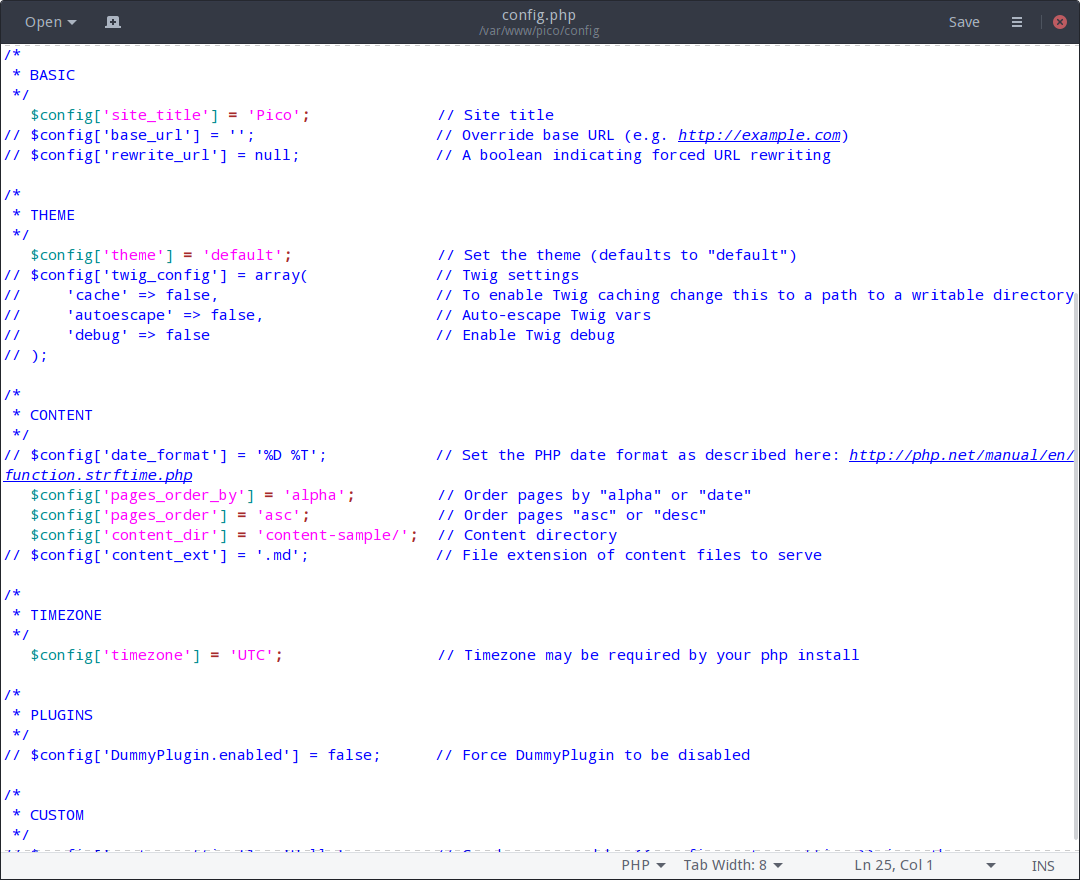 Open
config.php
/var/www/pico/config
Save
/*
 * BASIC
 */
   $config['site_title'] = 'Pico';              // Site title
// $config['base_url'] = '';                    // Override base URL (e.g. http://example.com)
// $config['rewrite_url'] = null;               // A boolean indicating forced URL rewriting
/*
 * THEME
 */
   $config['theme'] = 'default';                // Set the theme (defaults to "default")
// $config['twig_config'] = array(              // Twig settings
//     'cache' => false,                        // To enable Twig caching change this to a path to a writable directory
//     'autoescape' => false,                   // Auto-escape Twig vars
//     'debug' => false                         // Enable Twig debug
// );
/*
 * CONTENT
 */
// $config['date_format'] = '%D %T';            // Set the PHP date format as described here: http://php.net/manual/en/
function.strftime.php
   $config['pages_order_by'] = 'alpha';         // Order pages by "alpha" or "date"
   $config['pages_order'] = 'asc';              // Order pages "asc" or "desc"
   $config['content_dir'] = 'content-sample/';  // Content directory
// $config['content_ext'] = '.md';              // File extension of content files to serve
/*
 * TIMEZONE
 */
   $config['timezone'] = 'UTC';                 // Timezone may be required by your php install
/*
 * PLUGINS
 */
// $config['DummyPlugin.enabled'] = false;      // Force DummyPlugin to be disabled
/*
 * CUSTOM
 */
PHP
Tab Width: 8
Ln 25, Col 1
INS